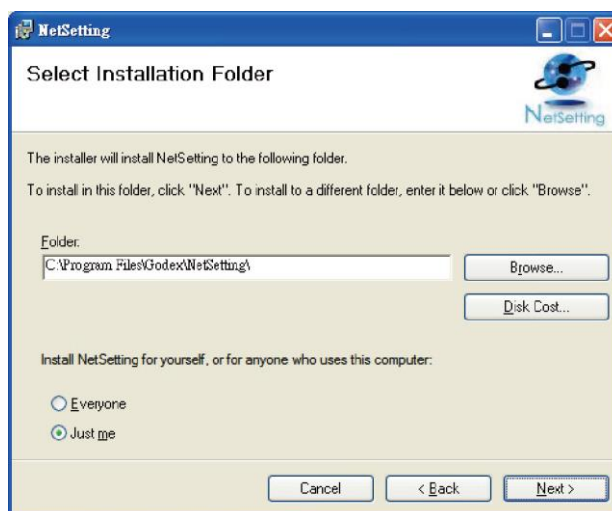 NetSetting
Select Installation Folder
NetSetting
The installer will install NetSetting to the following folder.
To install in this folder, click "Next". To install to a different folder, enter it below or click "Browse".
Folder:
C:\Program Files\Godex\NetSetting\
Browse...
Disk Cost...
Install NetSetting for yourself, or for anyone who uses this computer:
Everyone
Just me
Cancel
< Back
Next >